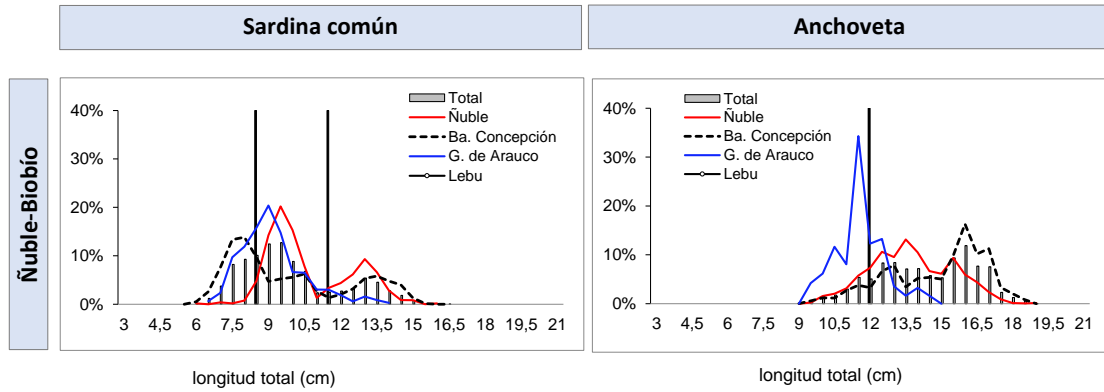 Sardina común
Anchoveta
Ñuble-Biobío
40%
30%
20%
10%
0%
Total
Ñuble
Ba. Concepción
G. de Arauco
Lebu
3 4,5 6 7,5 9 10,5 12 13,5 15 16,5 18 19,5 21
longitud total (cm)
40%
30%
20%
10%
0%
Total
Ñuble
Ba. Concepción
G. de Arauco
Lebu
3 4,5 6 7,5 9 10,5 12 13,5 15 16,5 18 19,5 21
longitud total (cm)